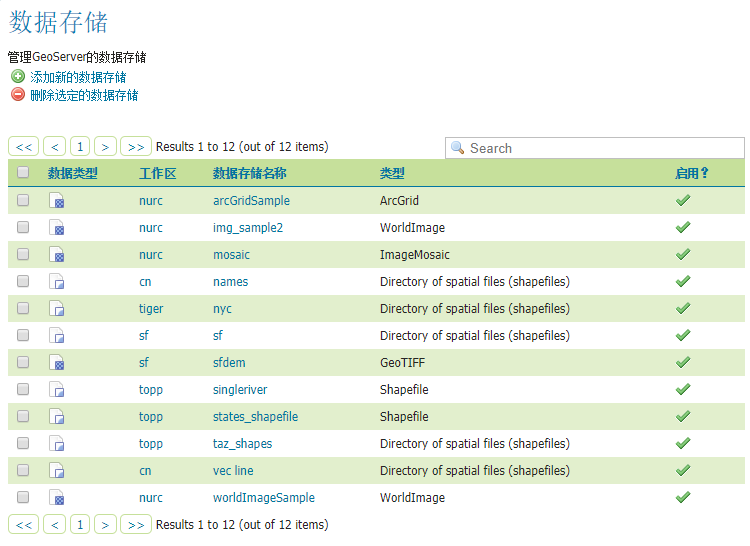 数据存储
管理GeoServer的数据存储
添加新的数据存储
删除选定的数据存储
<< < 1 > >> Results 1 to 12 (out of 12 items) Search
数据类型 工作区 数据存储名称 类型 启用?
nurc arcGridSample ArcGrid
nurc img_sample2 WorldImage
nurc mosaic ImageMosaic
cn names Directory of spatial files (shapefiles)
tiger nyc Directory of spatial files (shapefiles)
sf sf Directory of spatial files (shapefiles)
sf sfdem GeoTIFF
topp singleriver Shapefile
topp states_shapefile Shapefile
topp taz_shapes Directory of spatial files (shapefiles)
cn vec line Directory of spatial files (shapefiles)
nurc worldImageSample WorldImage
<< < 1 > >> Results 1 to 12 (out of 12 items)